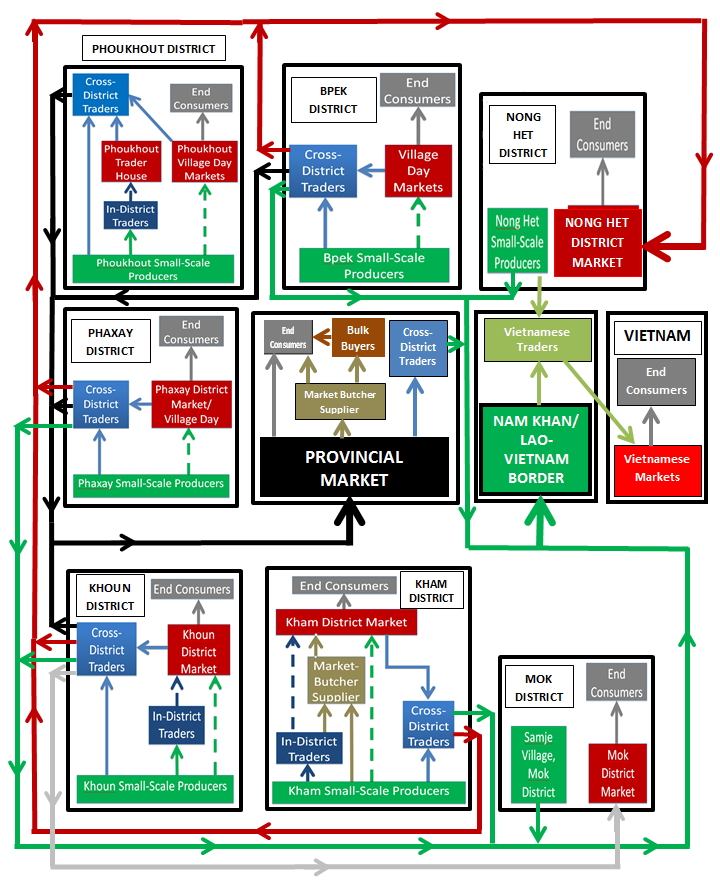 PHOUKHOUT DISTRICT
Cross-
District
Traders
End
Consumers
Phoukhout
Trader
House
Phoukhout
Village Day
Markets
In-District
Traders
Phoukhout Small-Scale
Producers
BPEK
DISTRICT
End
Consumers
Cross-
District
Traders
Village
Day
Markets
Bpek Small-Scale
Producers
NONG
HET
DISTRICT
End
Consumers
Nong Het
Small-Scale
Producers
NONG HET
DISTRICT
MARKET
PHAXAY
DISTRICT
End
Consumers
Cross-
District
Traders
Phaxay District
Market/
Village Day
Phaxay Small-Scale Producers
End
Consumers
Bulk
Buyers
Cross-
District
Traders
Market Butcher
Supplier
PROVINCIAL
MARKET
Vietnamese
Traders
NAM KHAN/
LAO-
VIETNAM
BORDER
VIETNAM
End
Consumers
Vietnamese
Markets
KHOUN
DISTRICT
End Consumers
Cross-
District
Traders
Khoun
District
Market
In-District
Traders
Khoun Small-Scale Producers
KHAM
DISTRICT
End Consumers
Kham District Market
Market-
Butcher
Supplier
Cross-
District
Traders
In-District
Traders
Kham Small-Scale Producers
MOK
DISTRICT
End
Consumers
Samje
Village,
Mok
District
Mok
District
Market